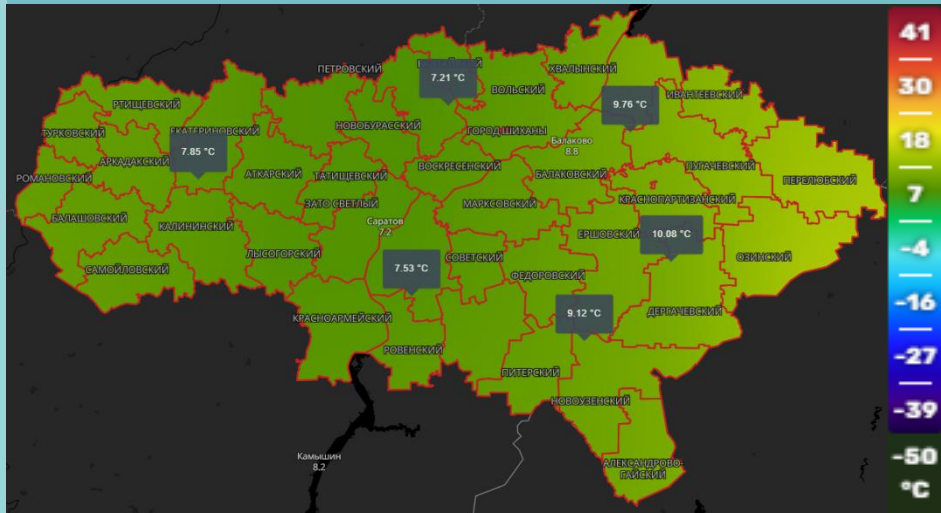 ПЕТРОВСКИЙ
7.21 °C
ХВАЛЫНСКИЙ
ВОЛЬСКИЙ
ИВАНТЕЕВСКИЙ
РТИЩЕВСКИЙ
9.76 °C
НОВОБУРАССКИЙ
ТУРКОВСКИЙ
ЕКАТЕРИНОВСКИЙ
ГОРОД ШИХАНЫ
Балаково
8.8
7.85 °C
АРКАДАКСКИЙ
ВОСКРЕСЕНСКИЙ
ПУГАЧЕВСКИЙ
РОМАНОВСКИЙ
АТКАРСКИЙ
ТАТИЩЕВСКИЙ
БАЛАКОВСКИЙ
ПЕРЕЛЮБСКИЙ
КРАСНОПАРТИЗАНСКИЙ
ЗАТО СВЕТЛЫЙ
МАРКСОВСКИЙ
БАЛАШОВСКИЙ
Саратов
7.2
КАЛИНИНСКИЙ
ЕРШОВСКИЙ
10.08 °C
ЛЫСОГОРСКИЙ
СОВЕТСКИЙ
ОЗИНСКИЙ
САМОЙЛОВСКИЙ
7.53 °C
ФЕДОРОВСКИЙ
9.12 °C
ДЕРГАЧЕВСКИЙ
КРАСНОАРМЕЙСКИЙ
РОВЕНСКИЙ
ПИТЕРСКИЙ
НОВОУЗЕНСКИЙ
Камышин
8.2
АЛЕКСАНДРОВО-
ГАЙСКИЙ
41
30
18
7
-4
-16
-27
-39
-50
°C